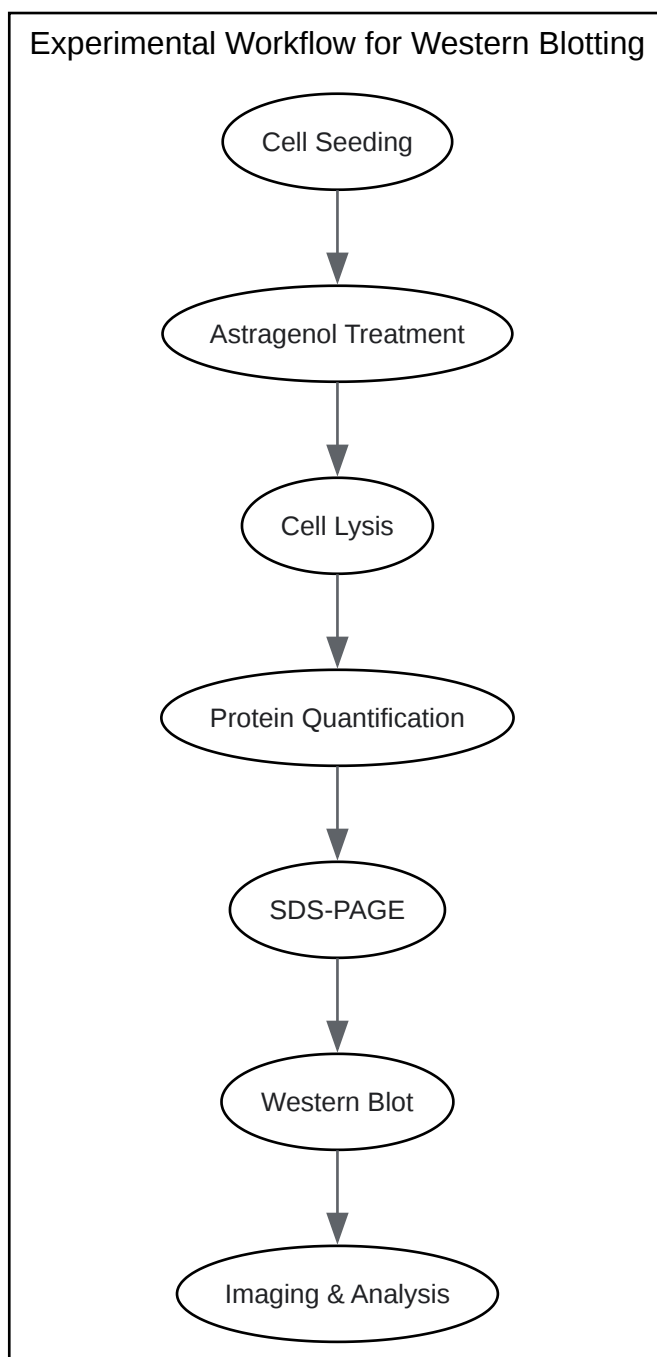 Experimental Workflow for Western Blotting
Cell Seeding
Astragenol Treatment
Cell Lysis
Protein Quantification
SDS-PAGE
Western Blot
Imaging & Analysis